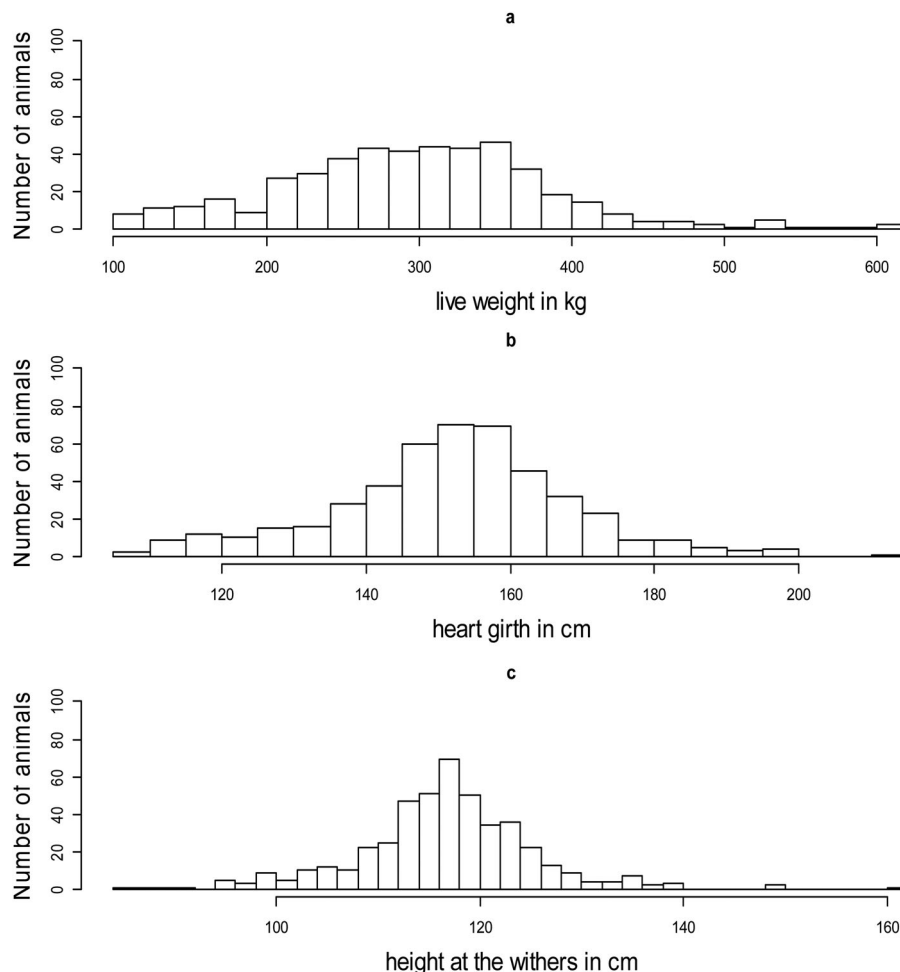 a
Number of animals
100
80
60
40
20
0
100 200 300 400 500 600
live weight in kg
b
Number of animals
100
80
60
40
20
0
120 140 160 180 200
heart girth in cm
c
Number of animals
100
80
60
40
20
0
100 120 140 160
height at the withers in cm